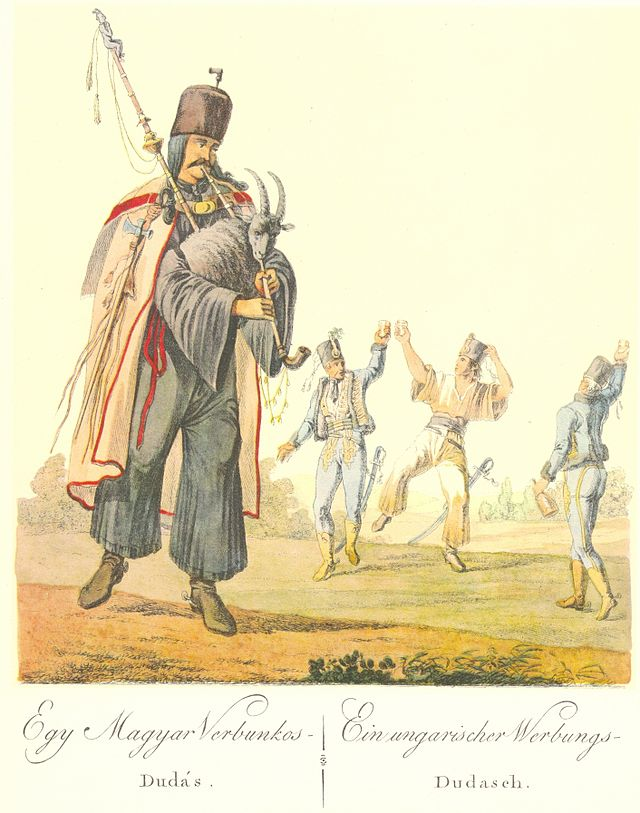 Egy Magyar Verbunkos-
Dudás.
Ein ungarischer Werbungs-
Dudasch.